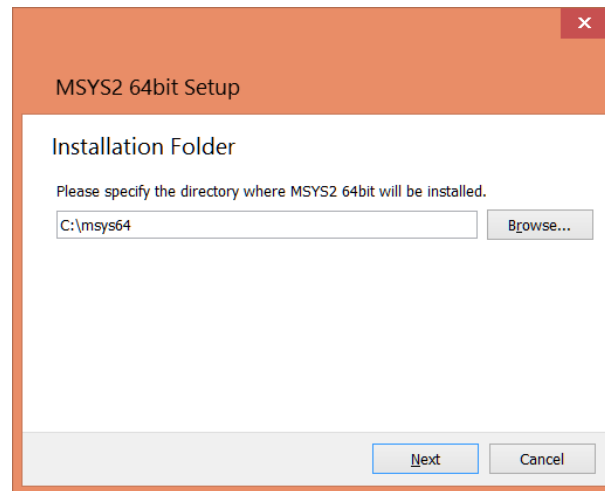 MSYS2 64bit Setup
Installation Folder
Please specify the directory where MSYS2 64bit will be installed.
C:\msys64
Browse...
Next
Cancel